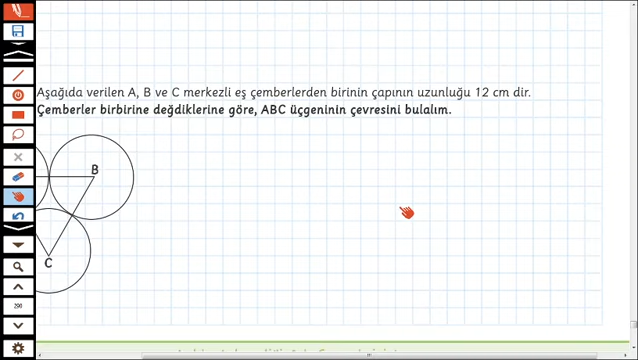 Aşağıda verilen A, B ve C merkezli eş çemberlerden birinin çapının uzunluğu 12 cm dir.
Çemberler birbirine değdiklerine göre, ABC üçgeninin çevresini bulalım.
B
C
290